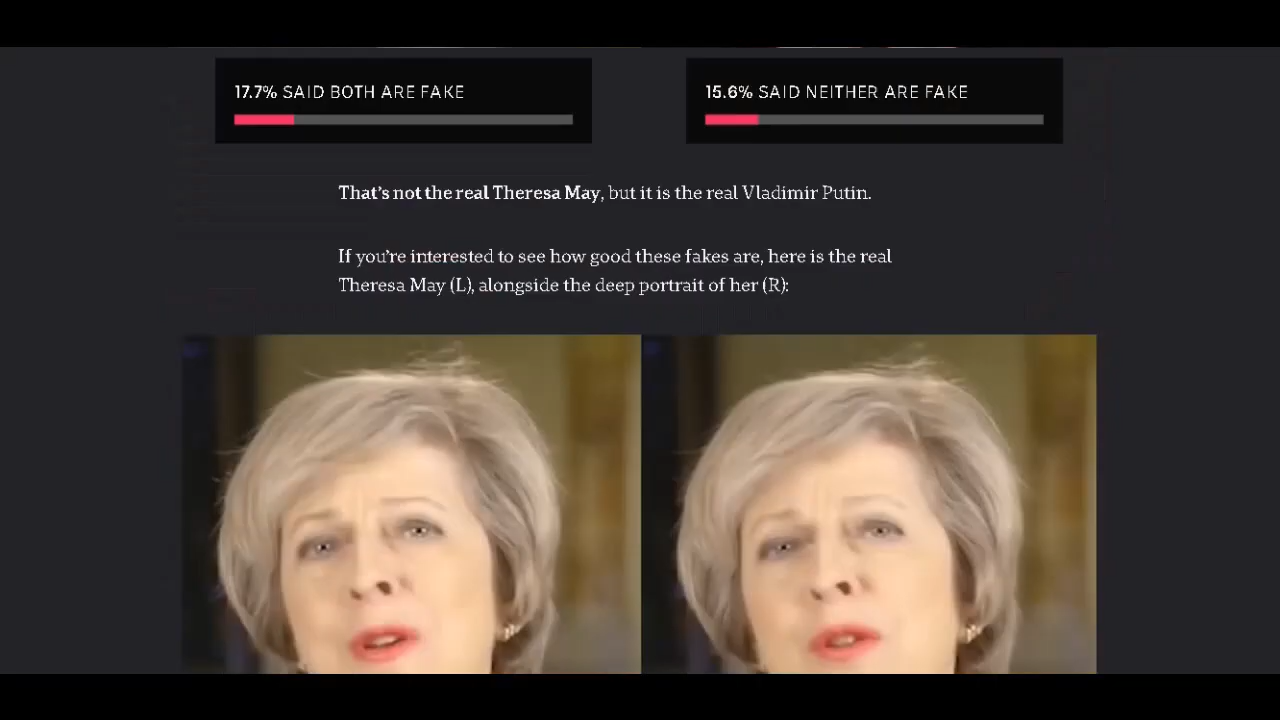 17.7% SAID BOTH ARE FAKE
15.6% SAID NEITHER ARE FAKE
That's not the real Theresa May, but it is the real Vladimir Putin.
If you're interested to see how good these fakes are, here is the real
Theresa May (L), alongside the deep portrait of her (R):